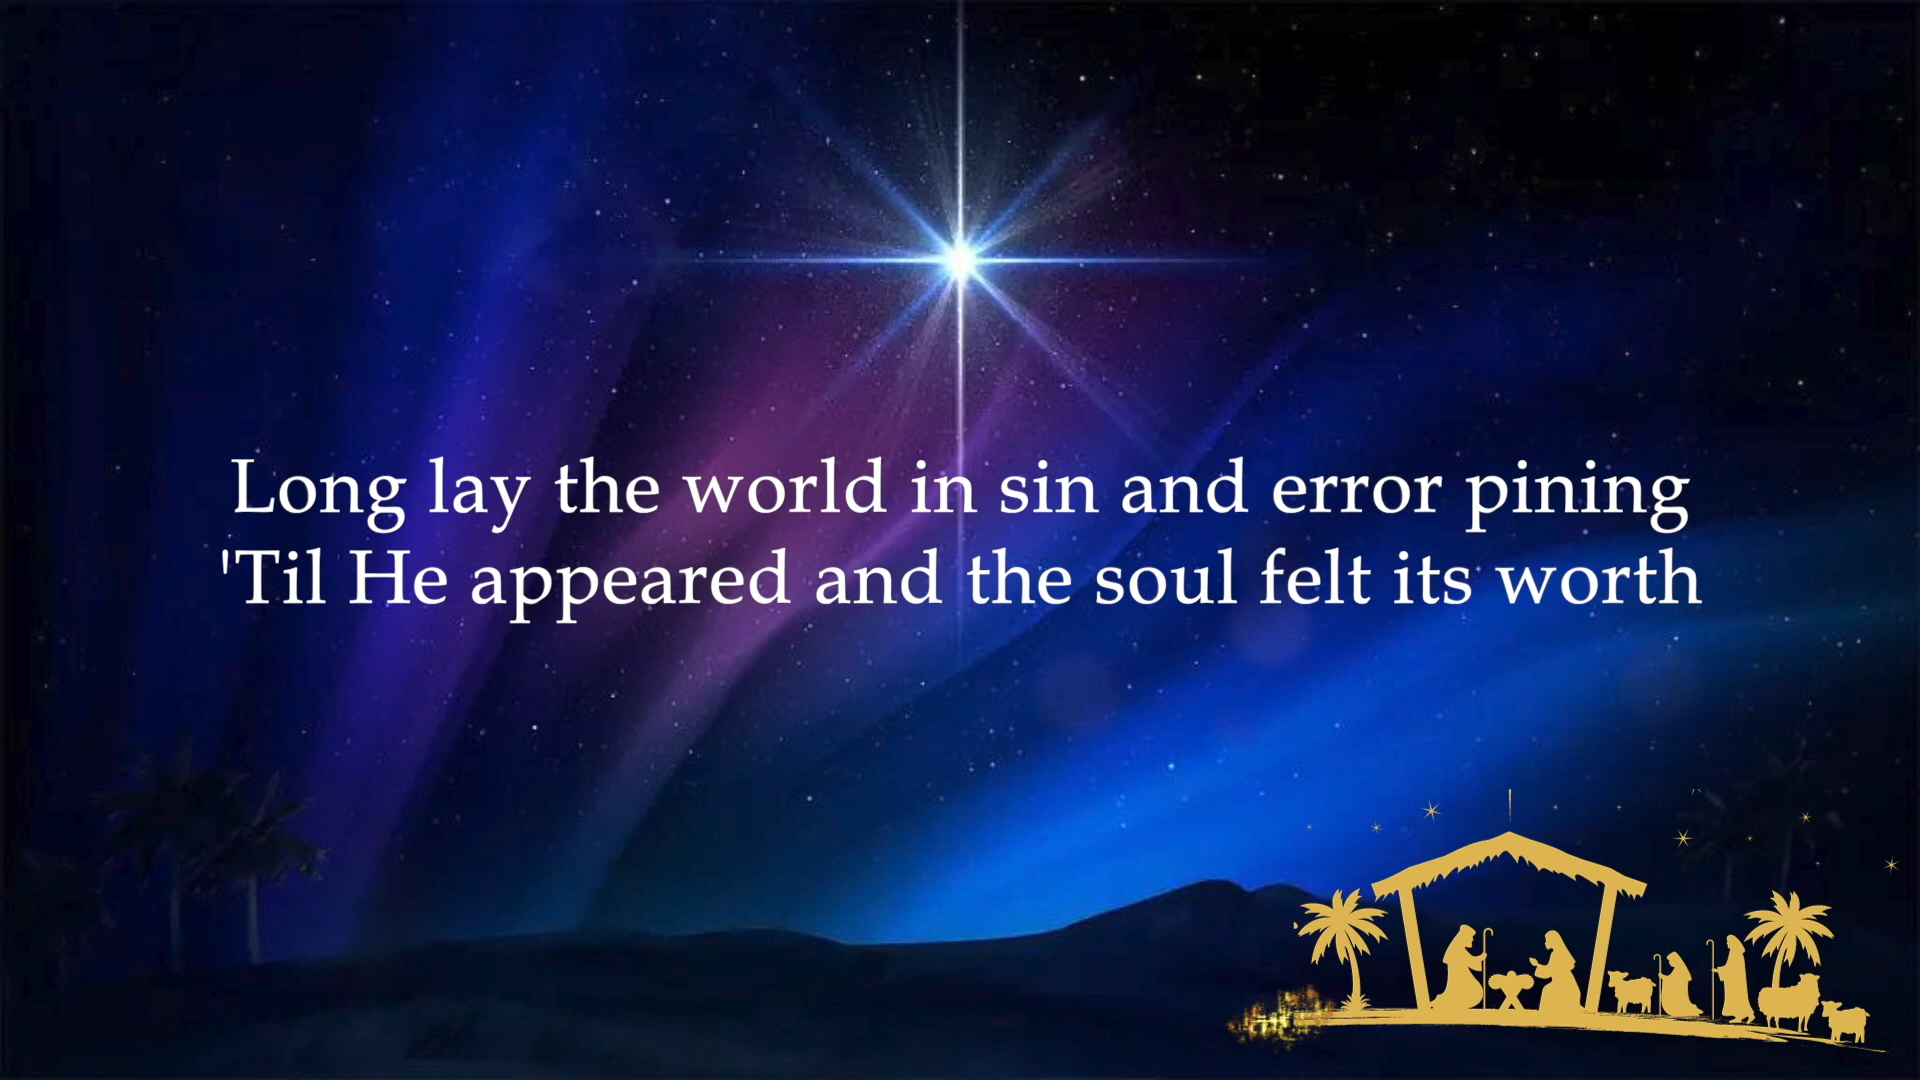 Long lay the world in sin and error pining
'Til He appeared and the soul felt its worth